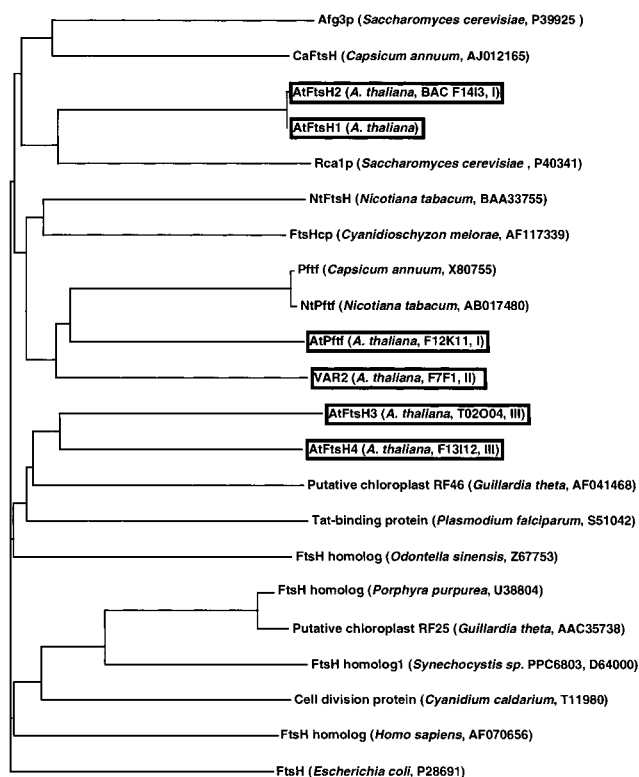 Afg3p (Saccharomyces cerevisiae, P39925 )
CaFtsH (Capsicum annuum, AJ012165)
AtFtsH2 (A. thaliana, BAC F14I3, I)
AtFtsH1 (A. thaliana)
Rca1p (Saccharomyces cerevisiae , P40341)
NtFtsH (Nicotiana tabacum, BAA33755)
FtsHcp (Cyanidioschyzon melorae, AF117339)
Pftf (Capsicum annuum, X80755)
NtPftf (Nicotiana tabacum, AB017480)
AtPftf (A. thaliana, F12K11, I)
VAR2 (A. thaliana, F7F1, II)
AtFtsH3 (A. thaliana, T02O04, III)
AtFtsH4 (A. thaliana, F13I12, III)
Putative chloroplast RF46 (Guillardia theta, AF041468)
Tat-binding protein (Plasmodium falciparum, S51042)
FtsH homolog (Odontella sinensis, Z67753)
FtsH homolog (Porphyra purpurea, U38804)
Putative chloroplast RF25 (Guillardia theta, AAC35738)
FtsH homolog1 (Synechocystis sp. PPC6803, D64000)
Cell division protein (Cyanidium caldarium, T11980)
FtsH homolog (Homo sapiens, AF070656)
FtsH (Escherichia coli, P28691)